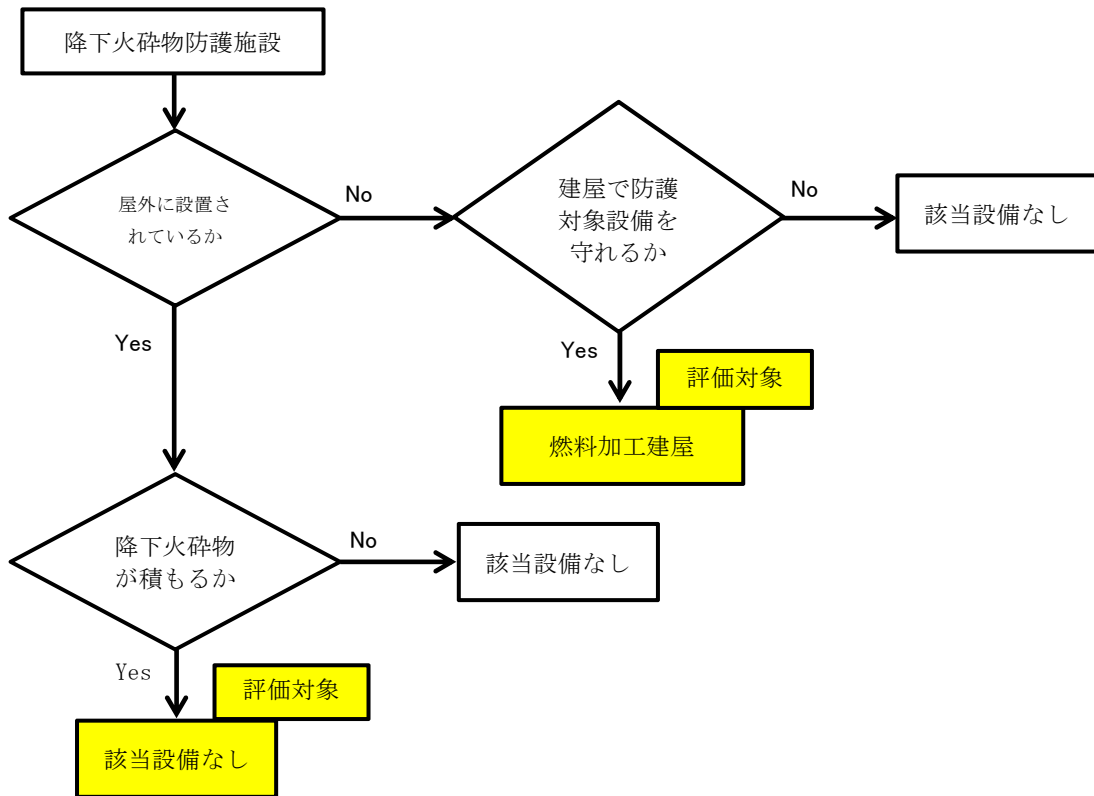 降下火砕物防護施設
屋外に設置さ
れているか
No
建屋で防護
対象設備を
守れるか
No
該当設備なし
Yes
Yes
評価対象
燃料加工建屋
降下火砕物
が積もるか
No
該当設備なし
Yes
評価対象
該当設備なし